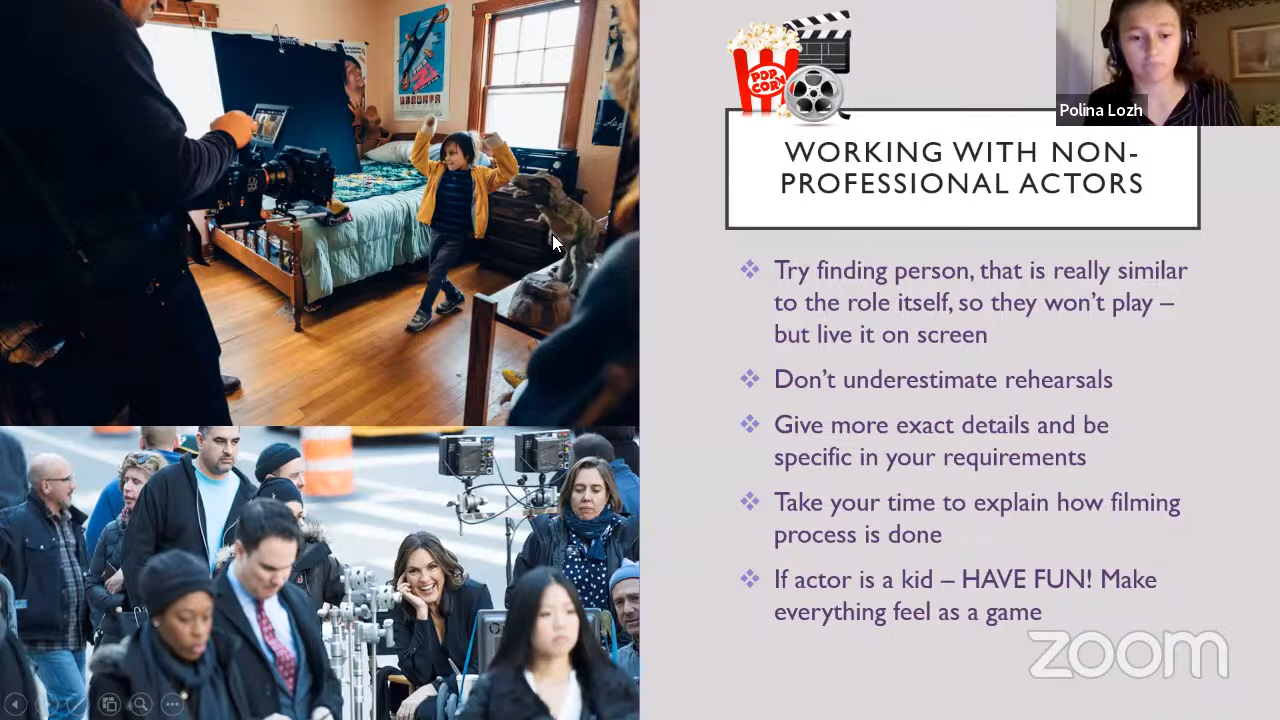 POP
CORN
Polina Lozh
WORKING WITH NON-
PROFESSIONAL ACTORS
❖ Try finding person, that is really similar
to the role itself, so they won’t play –
but live it on screen
❖ Don’t underestimate rehearsals
❖ Give more exact details and be
specific in your requirements
❖ Take your time to explain how filming
process is done
❖ If actor is a kid – HAVE FUN! Make
everything feel as a game
zoom